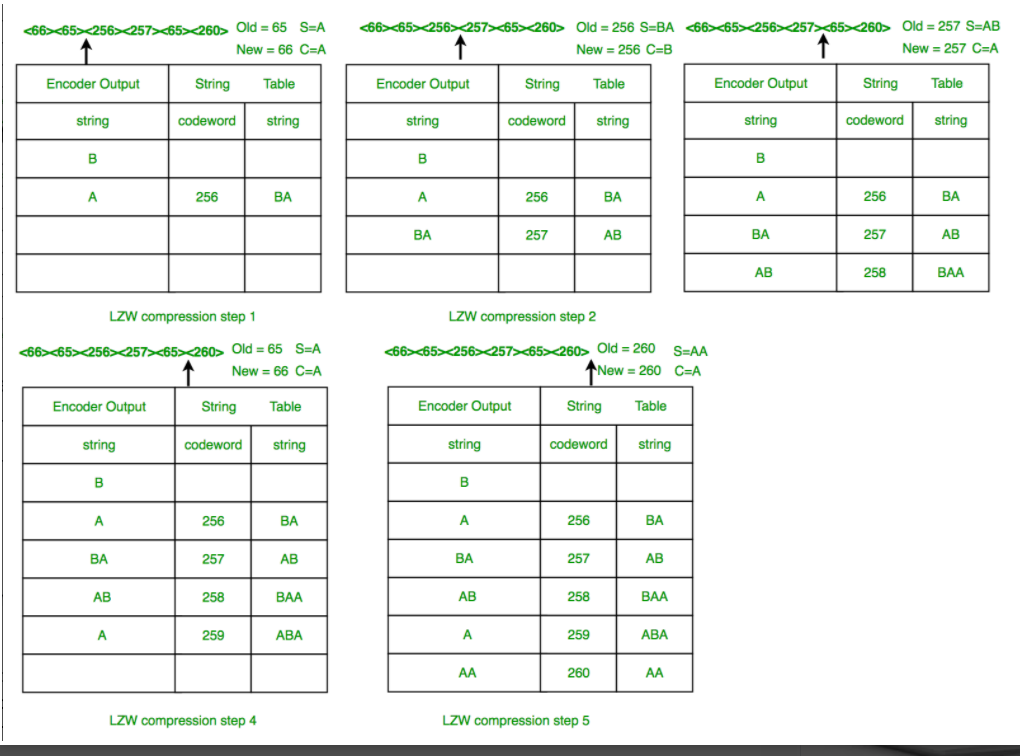 <66><65><256><257><65><260> Old = 65 S=A
New = 66 C=A
Encoder Output String Table
string codeword string
B
A 256 BA
LZW compression step 1
<66><65><256><257><65><260> Old = 256 S=BA
New = 256 C=B
Encoder Output String Table
string codeword string
B
A 256 BA
BA 257 AB
LZW compression step 2
<66><65><256><257><65><260> Old = 257 S=AB
New = 257 C=A
Encoder Output String Table
string codeword string
B
A 256 BA
BA 257 AB
AB 258 BAA
<66><65><256><257><65><260> Old = 65 S=A
New = 66 C=A
Encoder Output String Table
string codeword string
B
A 256 BA
BA 257 AB
AB 258 BAA
A 259 ABA
LZW compression step 4
<66><65><256><257><65><260> Old = 260 S=AA
New = 260 C=A
Encoder Output String Table
string codeword string
B
A 256 BA
BA 257 AB
AB 258 BAA
A 259 ABA
AA 260 AA
LZW compression step 5